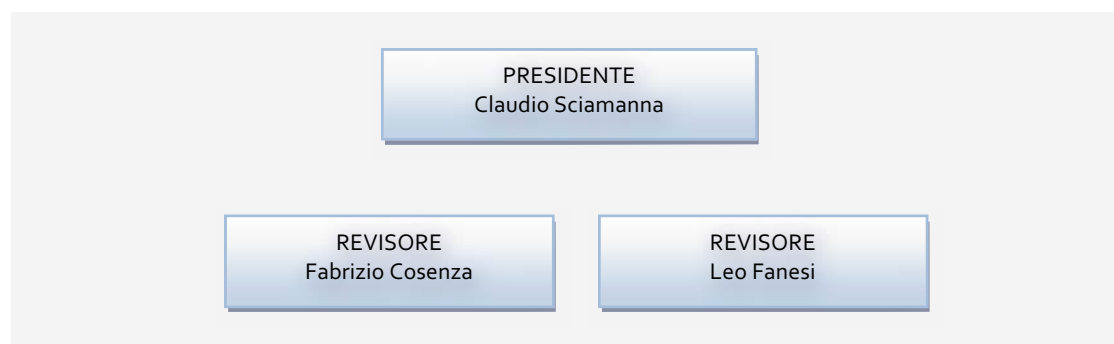 PRESIDENTE
Claudio Sciamanna
REVISORE
Fabrizio Cosenza
REVISORE
Leo Fanesi